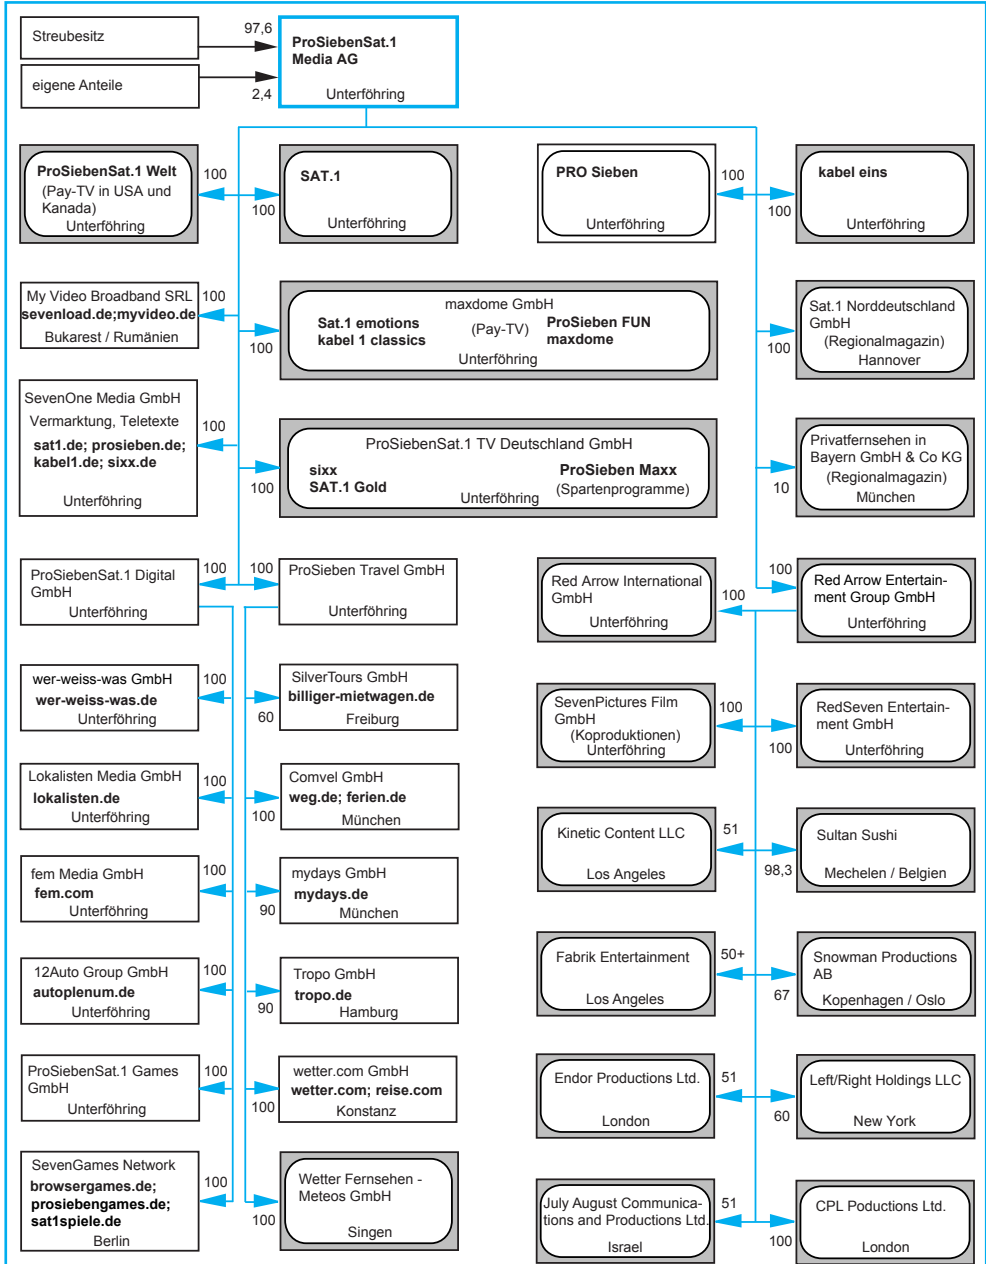 Streubesitz
97,6
eigene Anteile
2,4
ProSiebenSat.1
Media AG
Unterföhring
ProSiebenSat.1 Welt
(Pay-TV in USA und
Kanada)
Unterföhring
100
100
SAT.1
Unterföhring
PRO Sieben
Unterföhring
100
100
kabel eins
Unterföhring
My Video Broadband SRL
sevenload.de;myvideo.de
Bukarest / Rumänien
100
100
maxdome GmbH
Sat.1 emotions
kabel 1 classics
(Pay-TV)
ProSieben FUN
maxdome
Unterföhring
100
Sat.1 Norddeutschland
GmbH
(Regionalmagazin)
Hannover
SevenOne Media GmbH
Vermarktung, Teletexte
sat1.de; prosieben.de;
kabel1.de; sixx.de
Unterföhring
100
100
ProSiebenSat.1 TV Deutschland GmbH
sixx
SAT.1 Gold
ProSieben Maxx
(Spartenprogramme)
Unterföhring
10
Privatfernsehen in
Bayern GmbH & Co KG
(Regionalmagazin)
München
ProSiebenSat.1 Digital
GmbH
Unterföhring
100
100
ProSieben Travel GmbH
Unterföhring
Red Arrow International
GmbH
Unterföhring
100
100
Red Arrow Entertain-
ment Group GmbH
Unterföhring
wer-weiss-was GmbH
wer-weiss-was.de
Unterföhring
100
60
SilverTours GmbH
billiger-mietwagen.de
Freiburg
SevenPictures Film
GmbH
(Koproduktionen)
Unterföhring
100
100
RedSeven Entertain-
ment GmbH
Unterföhring
Lokalisten Media GmbH
lokalisten.de
Unterföhring
100
100
Comvel GmbH
weg.de; ferien.de
München
Kinetic Content LLC
Los Angeles
51
98,3
Sultan Sushi
Mechelen / Belgien
fem Media GmbH
fem.com
Unterföhring
100
90
mydays GmbH
mydays.de
München
Fabrik Entertainment
Los Angeles
50+
67
Snowman Productions
AB
Kopenhagen / Oslo
12Auto Group GmbH
autoplenum.de
Unterföhring
100
90
Tropo GmbH
tropo.de
Hamburg
Endor Productions Ltd.
London
51
60
Left/Right Holdings LLC
New York
ProSiebenSat.1 Games
GmbH
Unterföhring
100
100
wetter.com GmbH
wetter.com; reise.com
Konstanz
SevenGames Network
browsergames.de;
prosiebengames.de;
sat1spiele.de
Berlin
100
100
Wetter Fernsehen -
Meteos GmbH
Singen
July August Communica-
tions and Productions Ltd.
Israel
51
100
CPL Poductions Ltd.
London